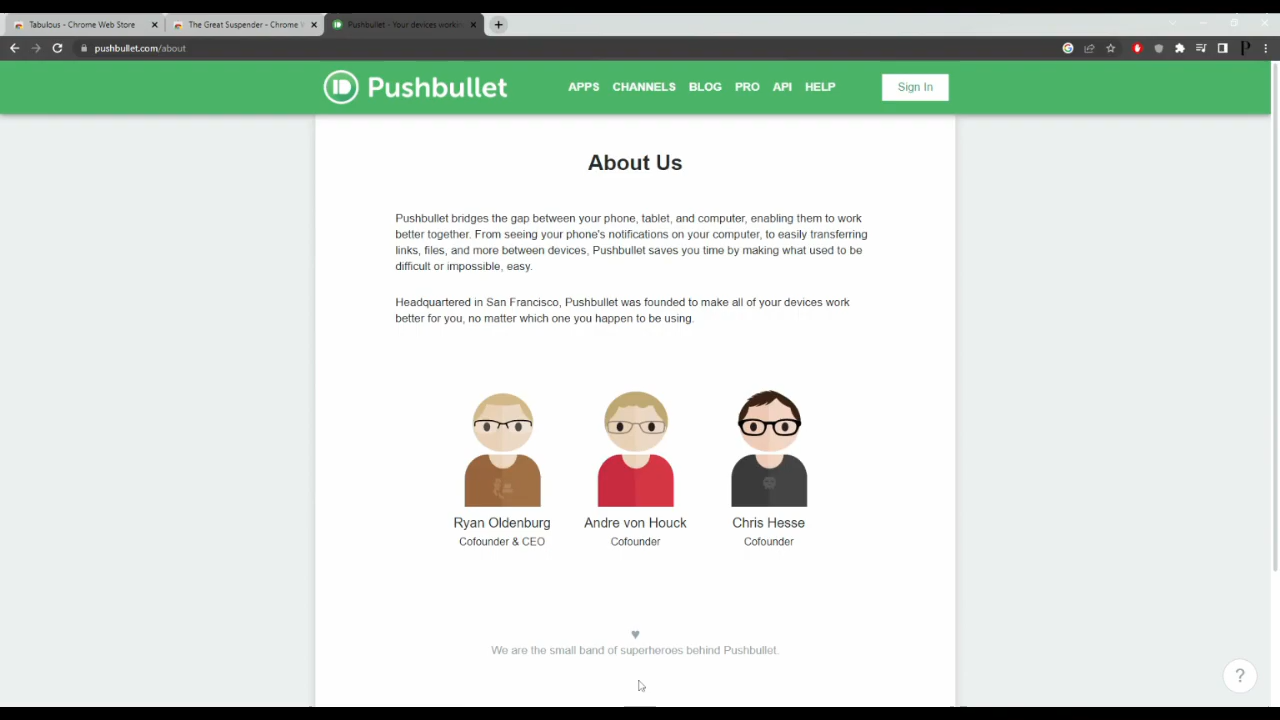 Tabulous - Chrome Web Store
The Great Suspender - Chrome
Pushbullet - Your devices work
pushbullet.com/about
Pushbullet
APPS CHANNELS BLOG PRO API HELP
Sign In
About Us
Pushbullet bridges the gap between your phone, tablet, and computer, enabling them to work
better together. From seeing your phone's notifications on your computer, to easily transferring
links, files, and more between devices, Pushbullet saves you time by making what used to be
difficult or impossible, easy.
Headquartered in San Francisco, Pushbullet was founded to make all of your devices work
better for you, no matter which one you happen to be using.
Ryan Oldenburg Andre von Houck Chris Hesse
Cofounder & CEO Cofounder Cofounder
We are the small band of superheroes behind Pushbullet.
?